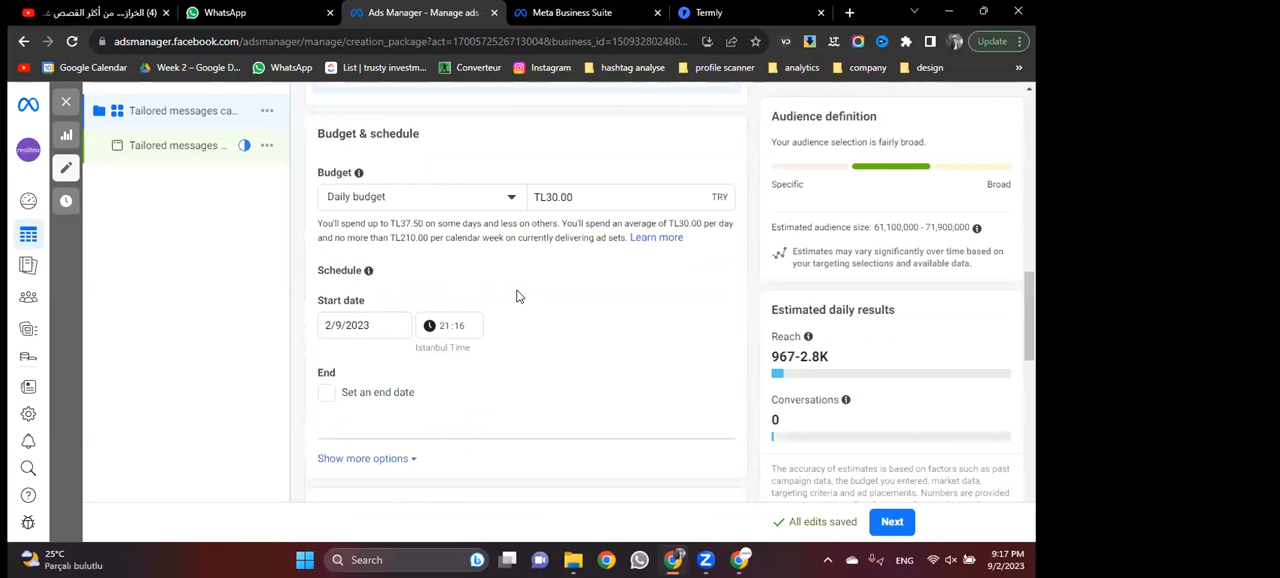 (4) الخراز... من أكثر القصص غ
WhatsApp
Ads Manager - Manage ads -
Meta Business Suite
Termly
adsmanager.facebook.com/adsmanager/manage/creation_package?act=170057252671300４&business_id=150932802480...
Update
Google Calendar
Week 2 – Google D...
WhatsApp
List | trusty investm...
Converteur
Instagram
hashtag analyse
profile scanner
analytics
company
design
»
Tailored messages ca...
Tailored messages ...
Budget & schedule
Budget
Daily budget
TL30.00
TRY
You'll spend up to TL37.50 on some days and less on others. You'll spend an average of TL30.00 per day
and no more than TL210.00 per calendar week on currently delivering ad sets. Learn more
Schedule
Start date
2/9/2023
21:16
Istanbul Time
End
Set an end date
Show more options
Audience definition
Your audience selection is fairly broad.
Specific
Broad
Estimated audience size: 61,100,000 - 71,900,000
Estimates may vary significantly over time based on
your targeting selections and available data.
Estimated daily results
Reach
967-2.8K
Conversations
0
The accuracy of estimates is based on factors such as past
campaign data, the budget you entered, market data,
targeting criteria and ad placements. Numbers are provided
All edits saved
Next
25°C
Parçalı bulutlu
Search
ENG
9:17 PM
9/2/2023